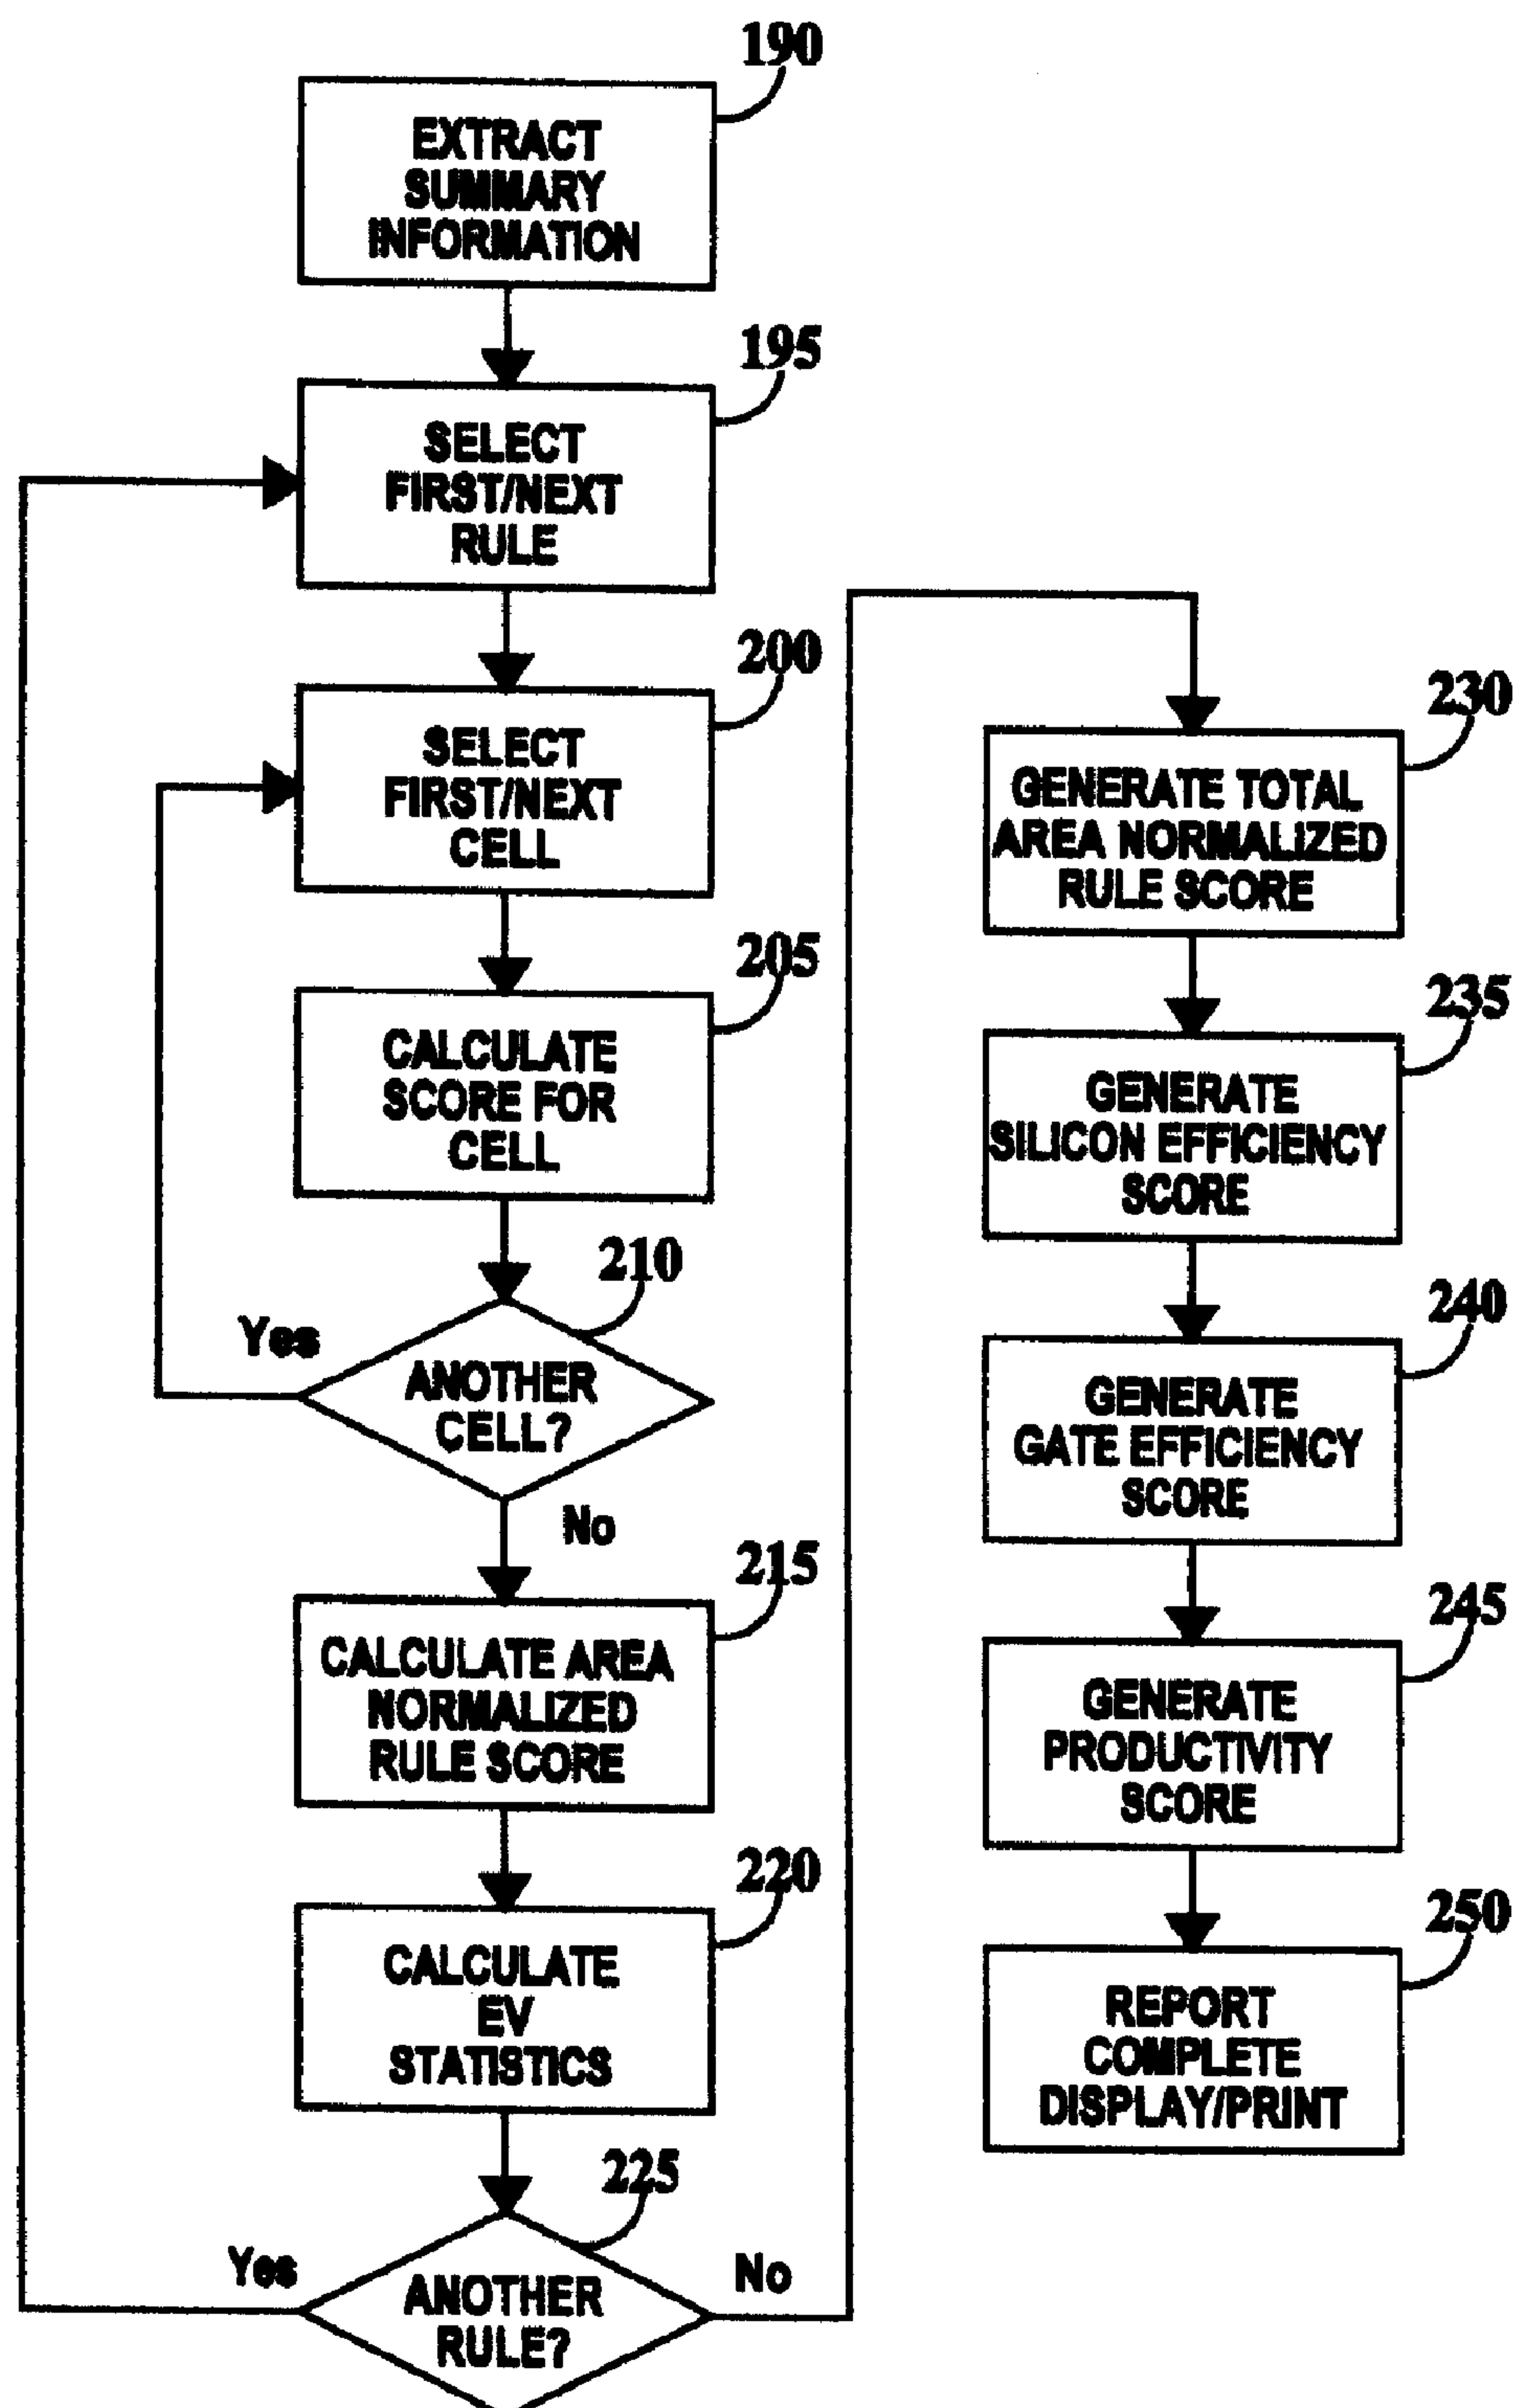 190
EXTRACT
SUMMARY
INFORMATION
195
SELECT
FIRST/NEXT
RULE
200
SELECT
FIRST/NEXT
CELL
205
CALCULATE
SCORE FOR
CELL
210
Yes
ANOTHER
CELL?
No
215
CALCULATE AREA
NORMALIZED
RULE SCORE
220
CALCULATE
EV
STATISTICS
225
Yes
ANOTHER
RULE?
No
230
GENERATE TOTAL
AREA NORMALIZED
RULE SCORE
235
GENERATE
SILICON EFFICIENCY
SCORE
240
GENERATE
GATE EFFICIENCY
SCORE
245
GENERATE
PRODUCTIVITY
SCORE
250
REPORT
COMPLETE
DISPLAY/PRINT